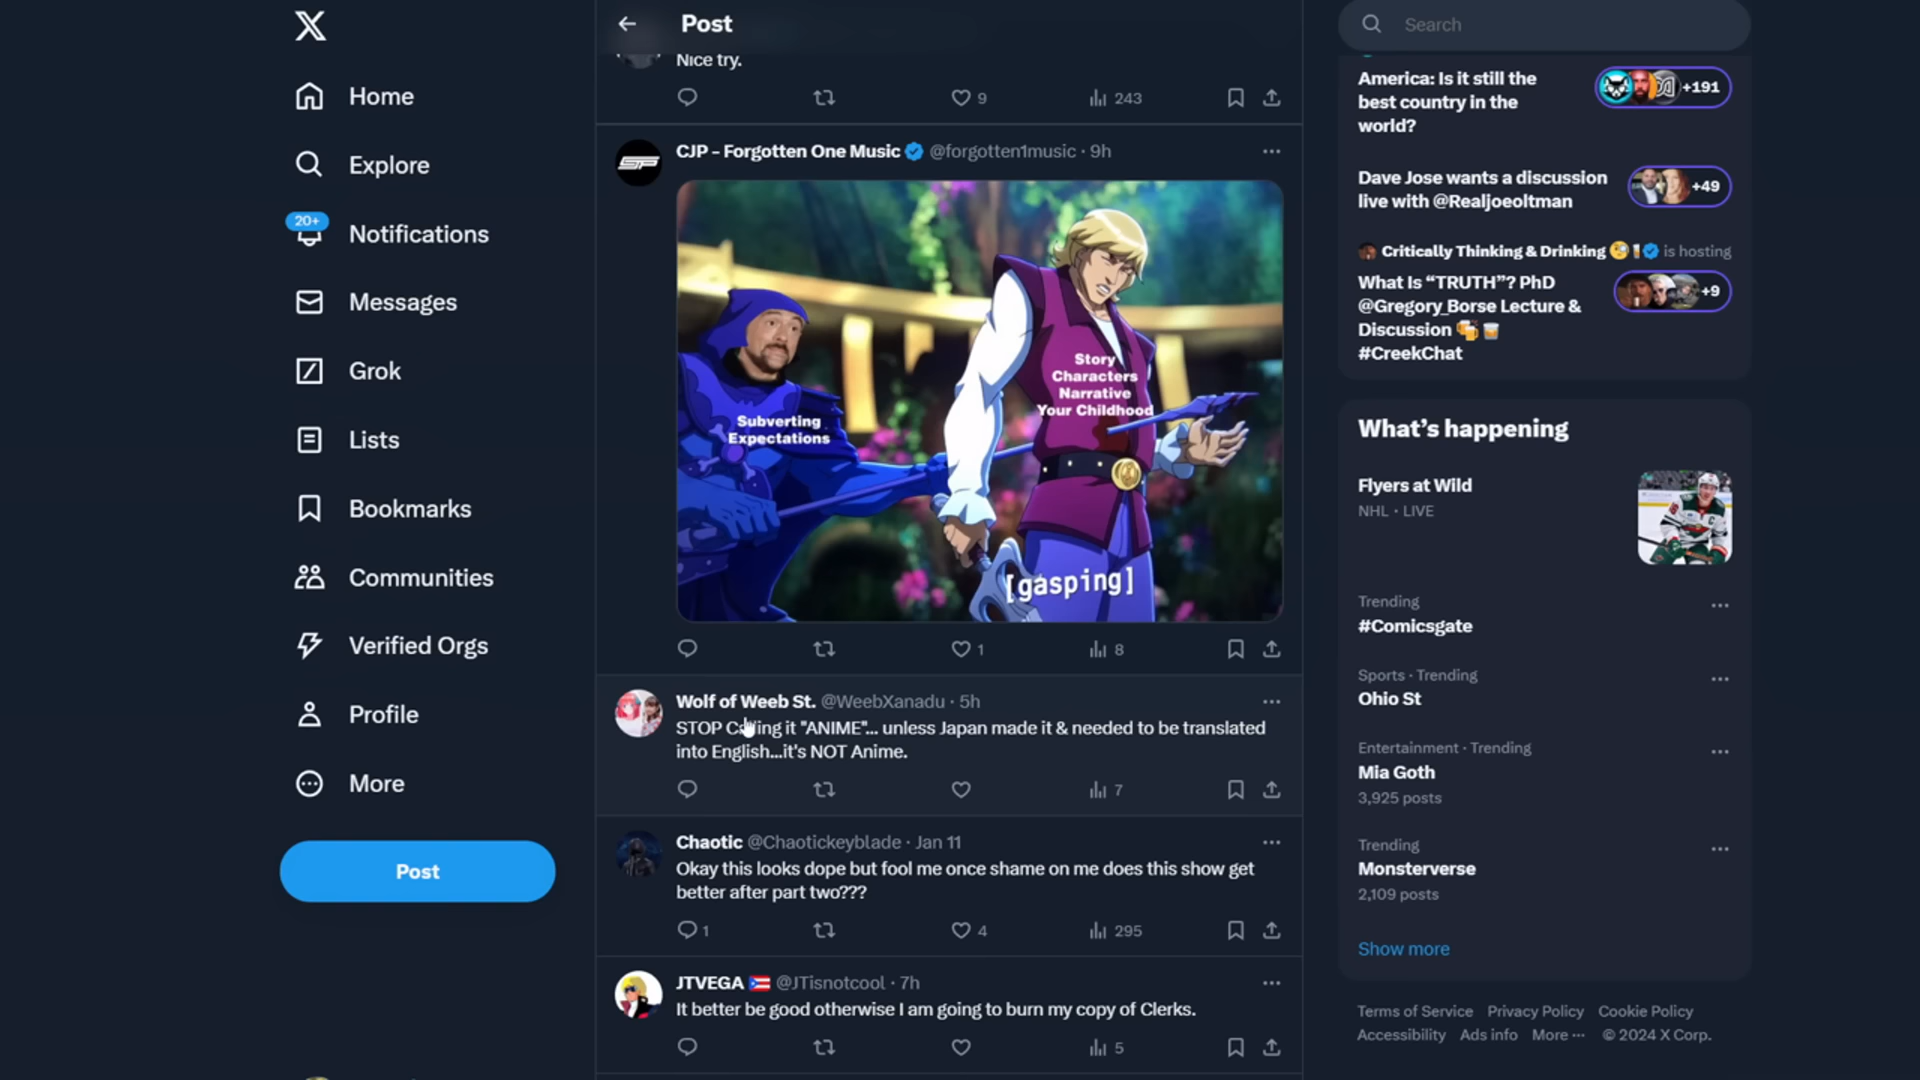 Post
Search
Nice try.
9
243
Home
Explore
20+
Notifications
Messages
Grok
Lists
Bookmarks
Communities
Verified Orgs
Profile
More
Post
CJP - Forgotten One Music @forgotten1music · 9h
Subverting
Expectations
Story
Characters
Narrative
Your Childhood
[gasping]
1
8
Wolf of Weeb St. @WeebXanadu · 5h
STOP Calling it "ANIME"... unless Japan made it & needed to be translated
into English...it's NOT Anime.
7
Chaotic @Chaotickeyblade · Jan 11
Okay this looks dope but fool me once shame on me does this show get
better after part two???
1
4
295
JTVEGA 🇵🇷 @JTisnotcool · 7h
It better be good otherwise I am going to burn my copy of Clerks.
5
America: Is it still the
best country in the
world?
+191
Dave Jose wants a discussion
live with @Realjoeoltman
+49
Critically Thinking & Drinking 🧐🥛 is hosting
What Is “TRUTH”? PhD
@Gregory_Borse Lecture &
Discussion 🍻🥃
#CreekChat
+9
What’s happening
Flyers at Wild
NHL · LIVE
Trending
#Comicsgate
Sports · Trending
Ohio St
Entertainment · Trending
Mia Goth
3,925 posts
Trending
Monsterverse
2,109 posts
Show more
Terms of Service Privacy Policy Cookie Policy
Accessibility Ads info More ··· © 2024 X Corp.